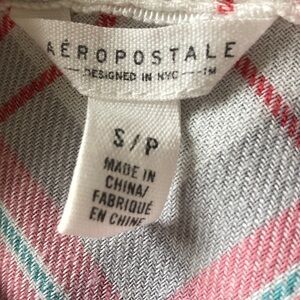 AÉROPOSTALE
DESIGNED IN NYC TM
S/P
MADE IN
CHINA/
FABRIQUÉ
EN CHINE